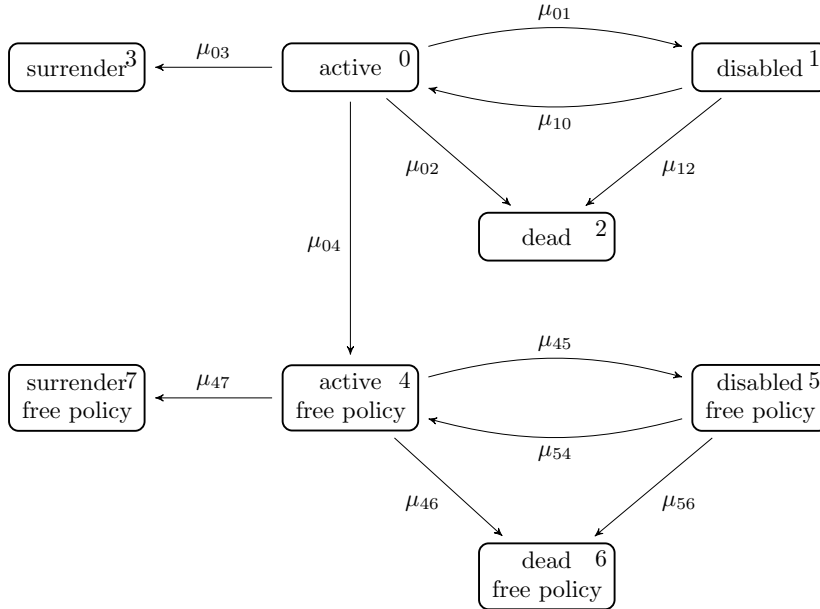 μ01
surrender 3
μ03
active 0
disabled 1
μ10
μ02
μ12
dead 2
μ04
μ45
surrender 7
free policy
μ47
active 4
free policy
disabled 5
free policy
μ54
μ46
μ56
dead 6
free policy